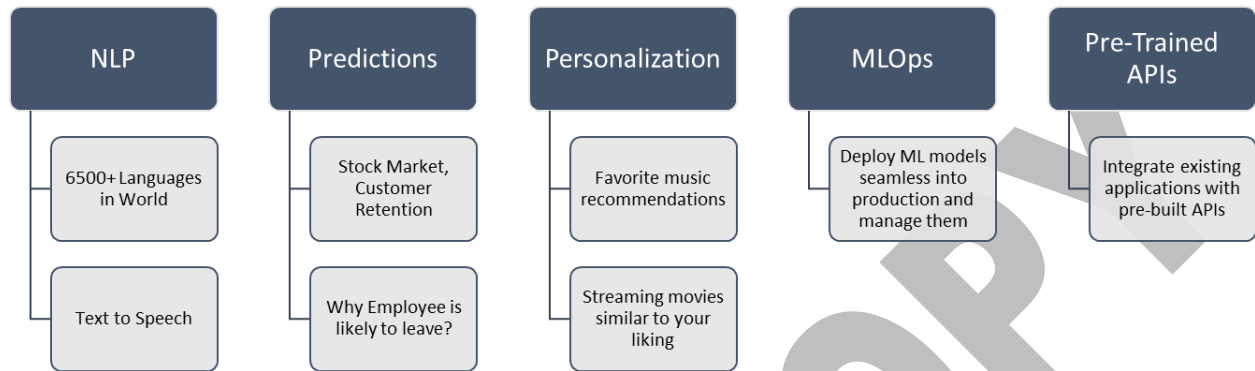 NLP
6500+ Languages
in World
Text to Speech
Predictions
Stock Market,
Customer
Retention
Why Employee is
likely to leave?
Personalization
Favorite music
recommendations
Streaming movies
similar to your
liking
MLOps
Deploy ML models
seamless into
production and
manage them
Pre-Trained
APIs
Integrate existing
applications with
pre-built APIs
OPY